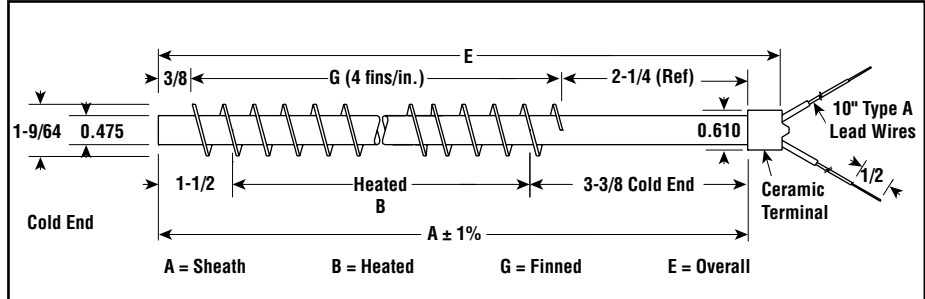 E
3/8
G (4 fins/in.)
2-1/4 (Ref)
10" Type A
Lead Wires
1-9/64
0.475
0.610
1-1/2
Heated
B
3-3/8 Cold End
Ceramic
Terminal
1/2
Cold End
A ± 1%
A = Sheath
B = Heated
G = Finned
E = Overall